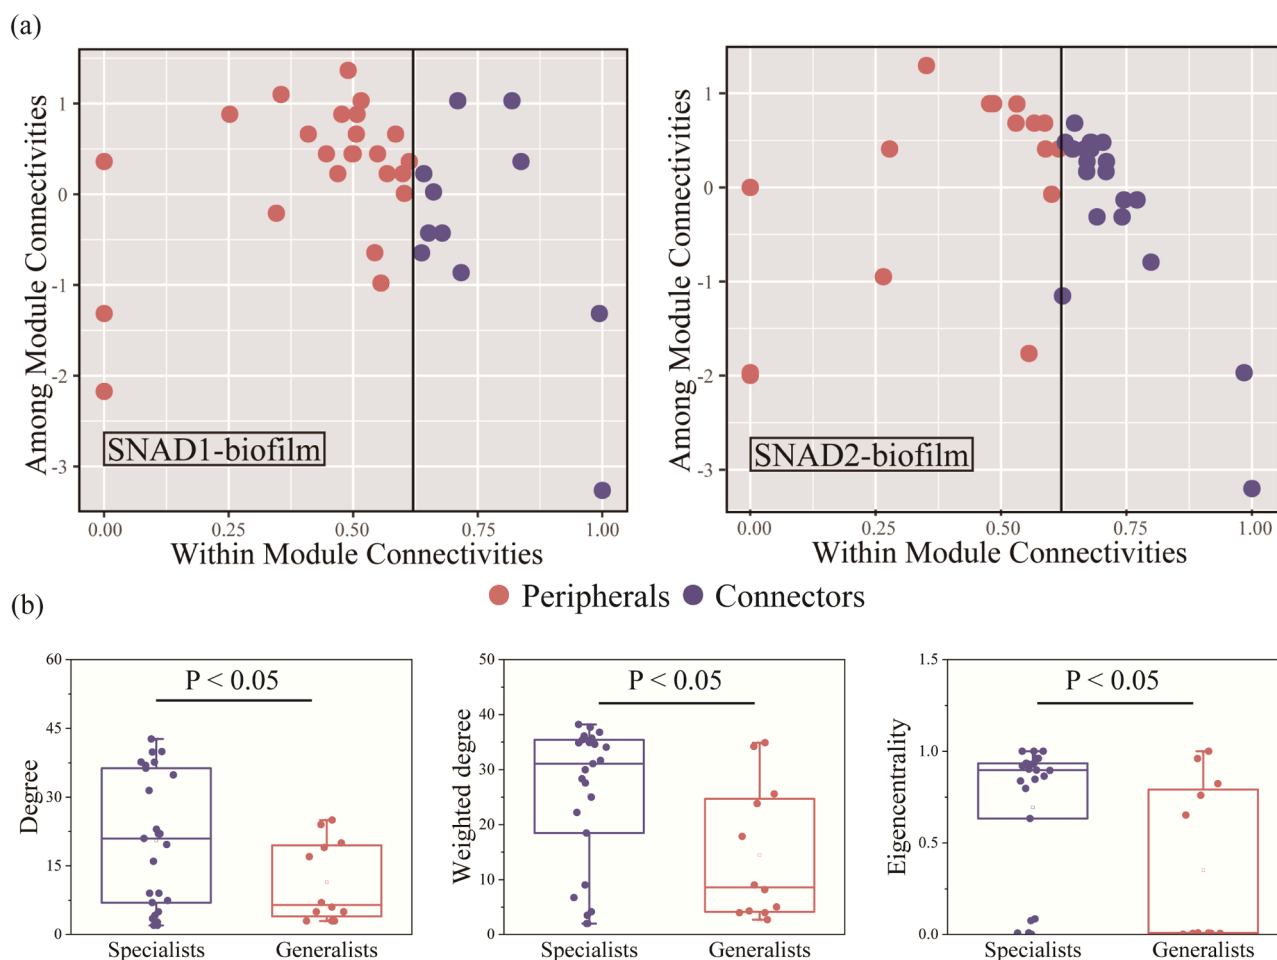 (a)
Among Module Connectivities
1
0
-1
-2
-3
SNAD1-biofilm
0.00 0.25 0.50 0.75 1.00
Within Module Connectivities
Among Module Connectivities
1
0
-1
-2
-3
SNAD2-biofilm
0.00 0.25 0.50 0.75 1.00
Within Module Connectivities
Peripherals Connectors
(b)
Degree
60
45
30
15
0
P < 0.05
Specialists Generalists
Weighted degree
50
40
30
20
10
0
P < 0.05
Specialists Generalists
Eigencentrality
1.5
1.0
0.5
0.0
P < 0.05
Specialists Generalists